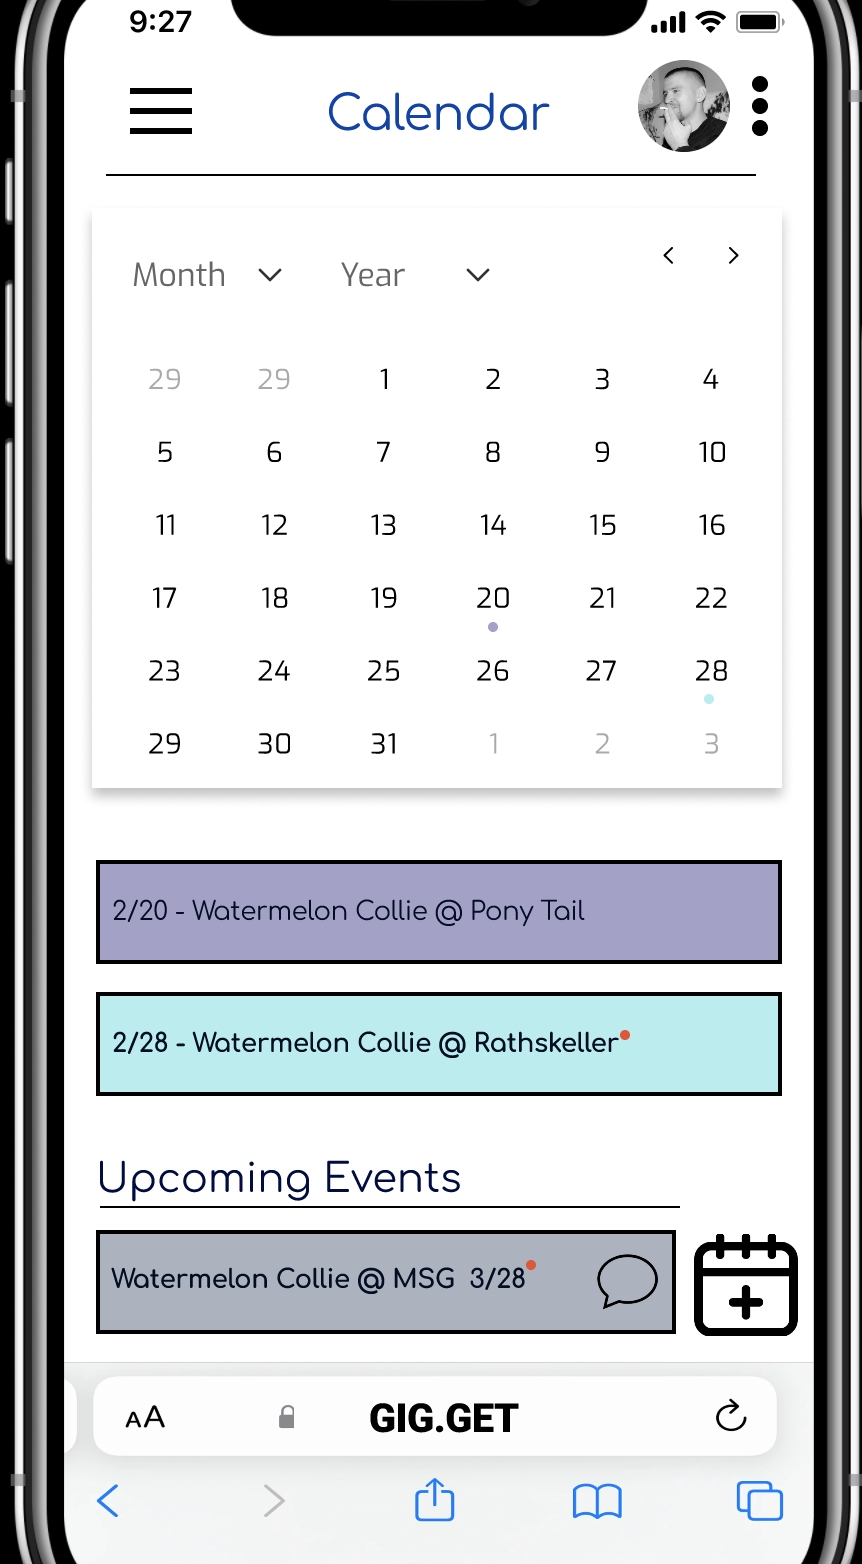 9:27
Calendar
Month Year
29 29 1 2 3 4
5 6 7 8 9 10
11 12 13 14 15 16
17 18 19 20 21 22
23 24 25 26 27 28
29 30 31 1 2 3
2/20 - Watermelon Collie @ Pony Tail
2/28 - Watermelon Collie @ Rathskeller
Upcoming Events
Watermelon Collie @ MSG 3/28
AA GIG.GET